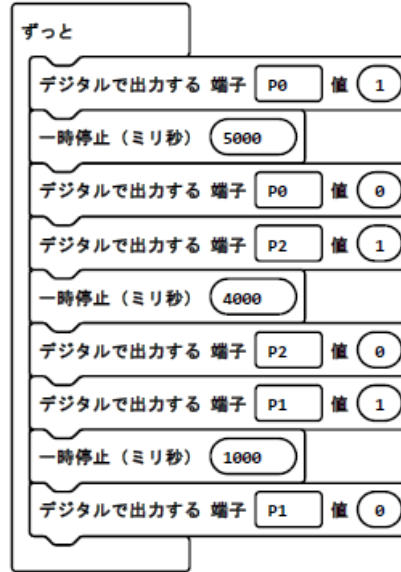 ずっと
デジタルで出力する 端子 P0 値 1
一時停止（ミリ秒） 5000
デジタルで出力する 端子 P0 値 0
デジタルで出力する 端子 P2 値 1
一時停止（ミリ秒） 4000
デジタルで出力する 端子 P2 値 0
デジタルで出力する 端子 P1 値 1
一時停止（ミリ秒） 1000
デジタルで出力する 端子 P1 値 0